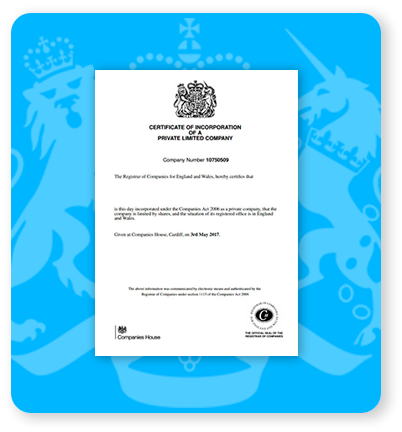 CERTIFICATE OF INCORPORATION
OF A
PRIVATE LIMITED COMPANY
Company Number 10750509
The Registrar of Companies for England and Wales, hereby certifies that
is this day incorporated under the Companies Act 2006 as a private company, that the
company is limited by shares, and the situation of its registered office is in England
and Wales.
Given at Companies House, Cardiff, on 3rd May 2017.
The above information was communicated by electronic means and authenticated by the
Registrar of Companies under section 1115 of the Companies Act 2006
Companies House
THE OFFICIAL SEAL OF THE
REGISTRAR OF COMPANIES